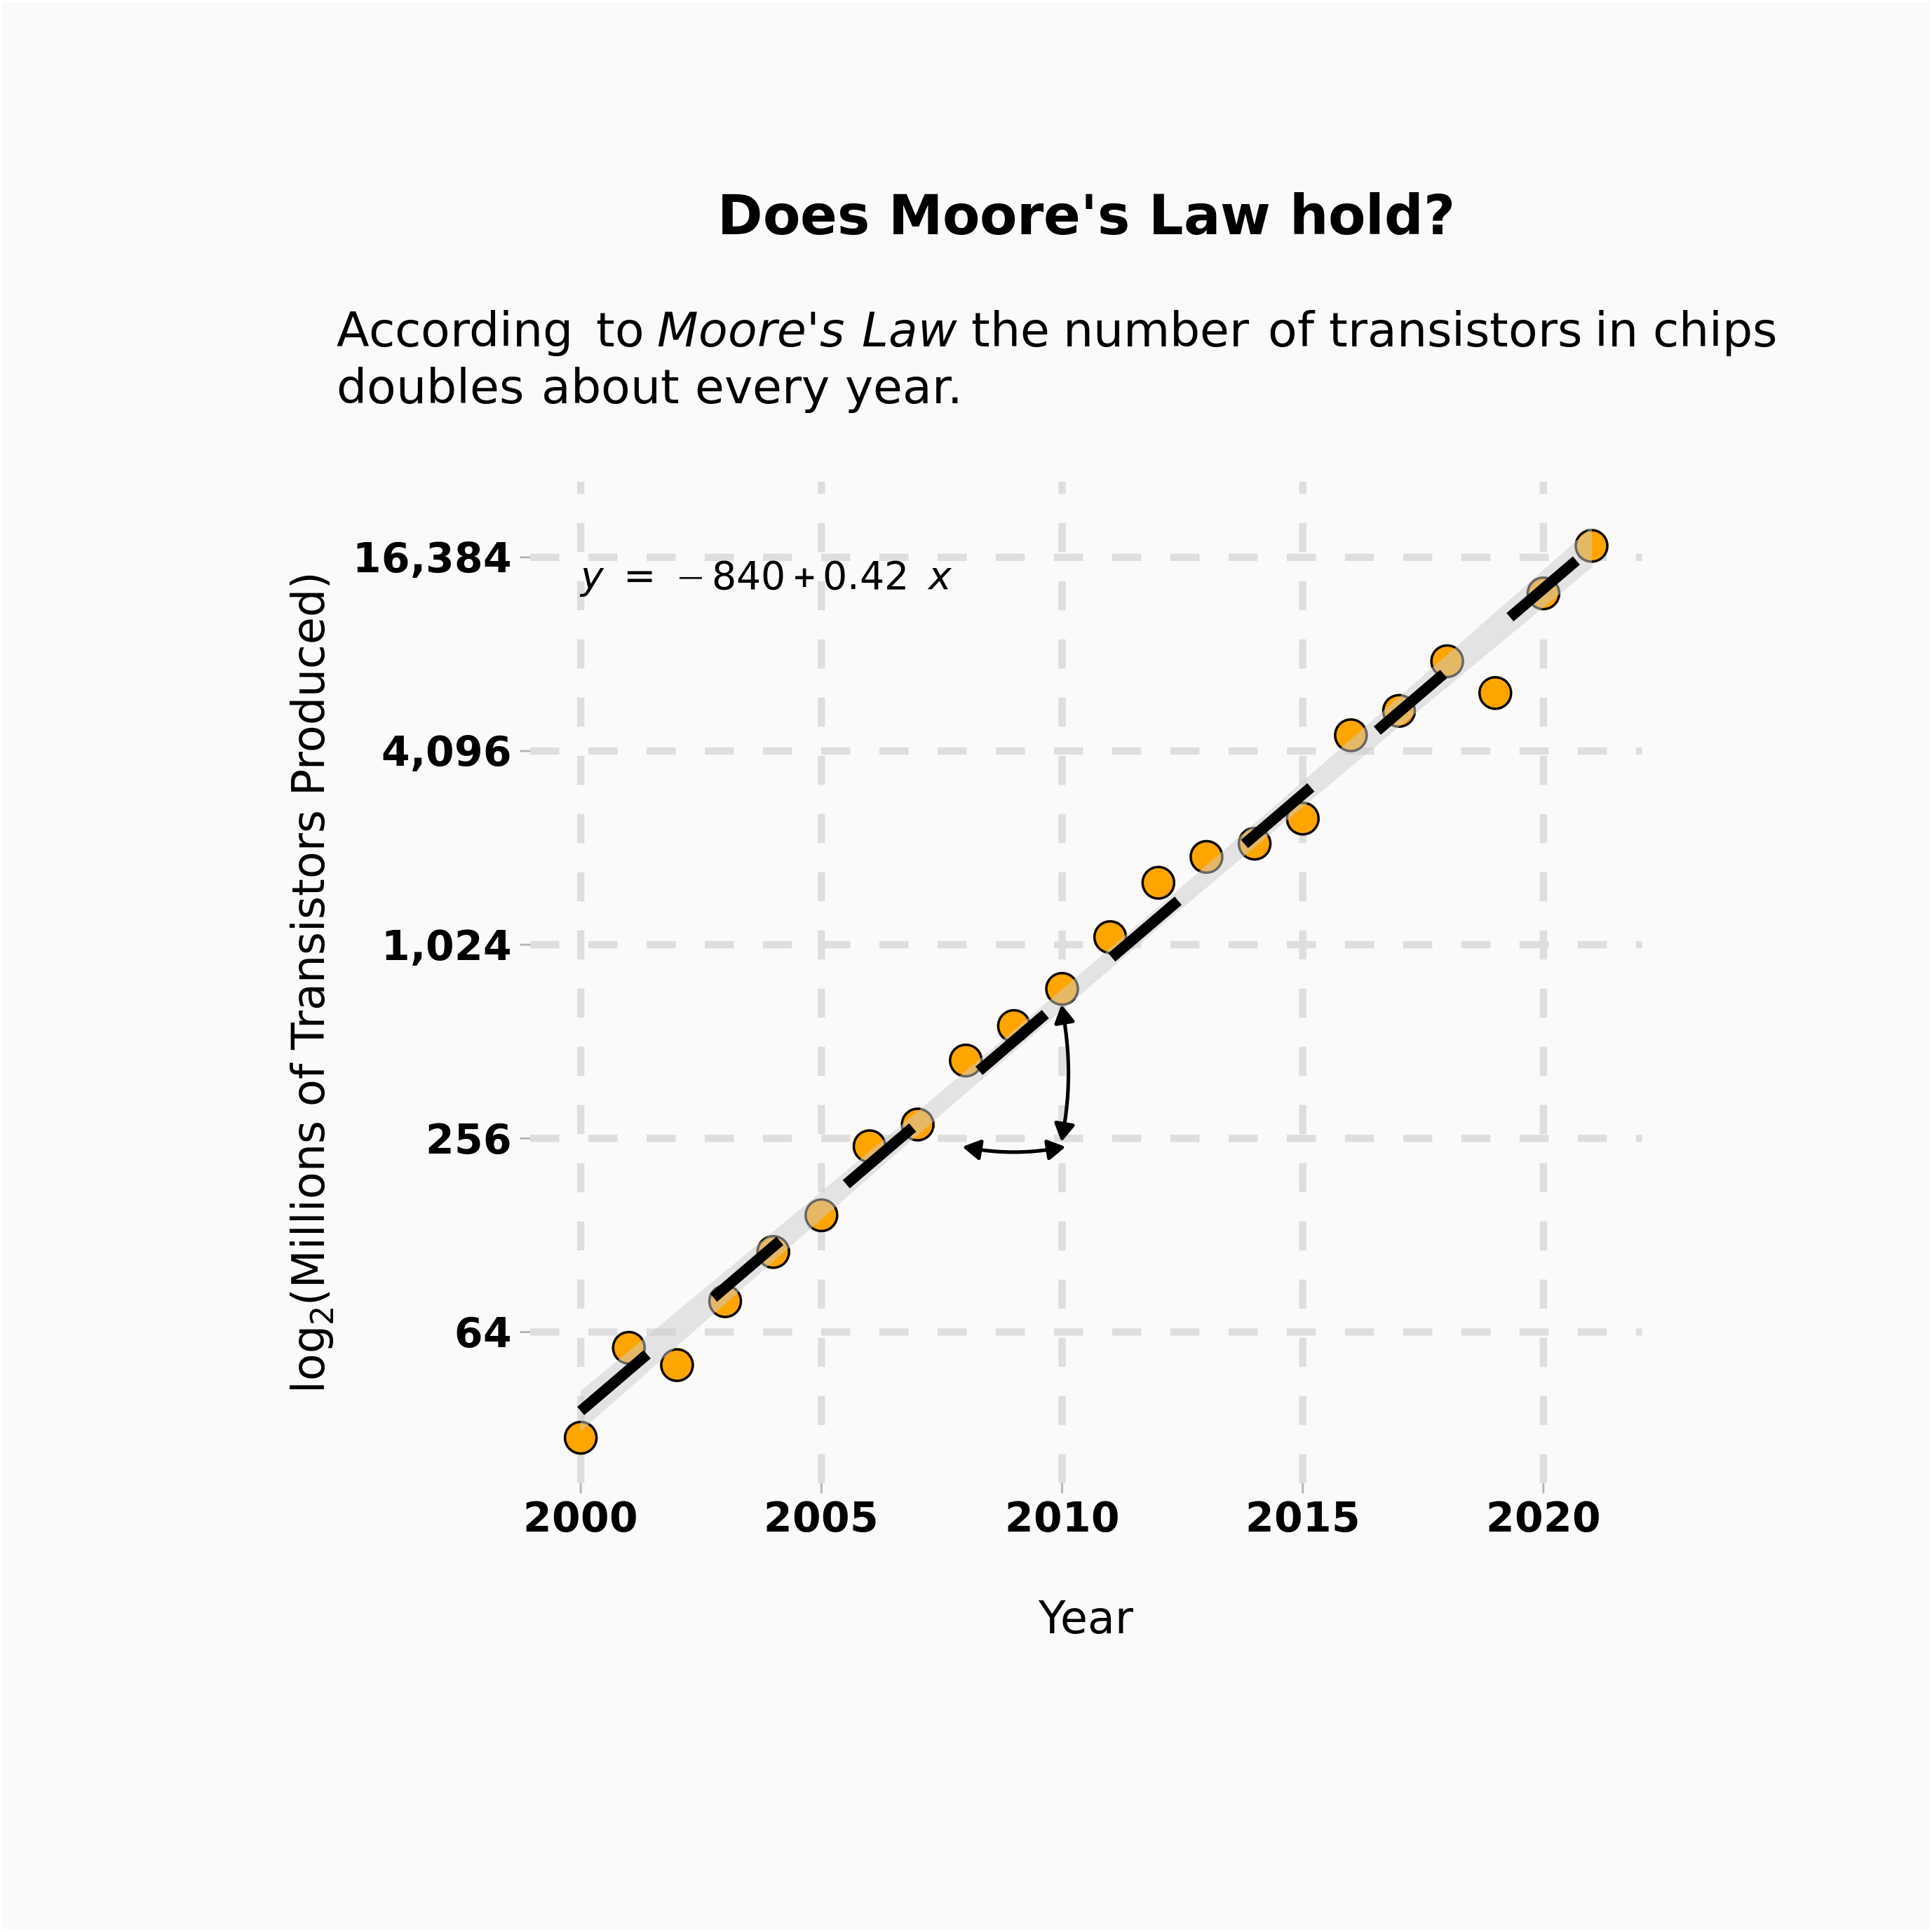 Does Moore's Law hold?
According to Moore's Law the number of transistors in chips
doubles about every year.
y = −840+0.42 x
log₂(Millions of Transistors Produced)
16,384
4,096
1,024
256
64
2000 2005 2010 2015 2020
Year